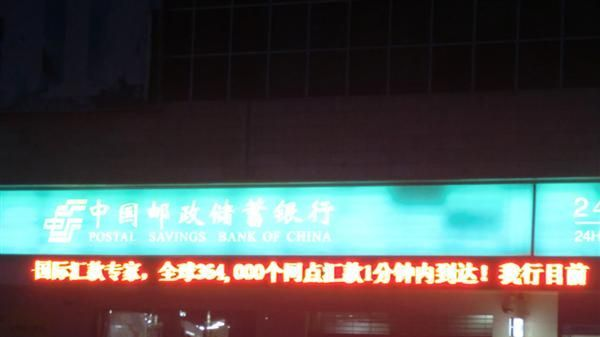 中国邮政储蓄银行
POSTAL SAVINGS BANK OF CHINA
24
24H
国际汇款专家，全球364,000个网点汇款1分钟内到达！我行目前